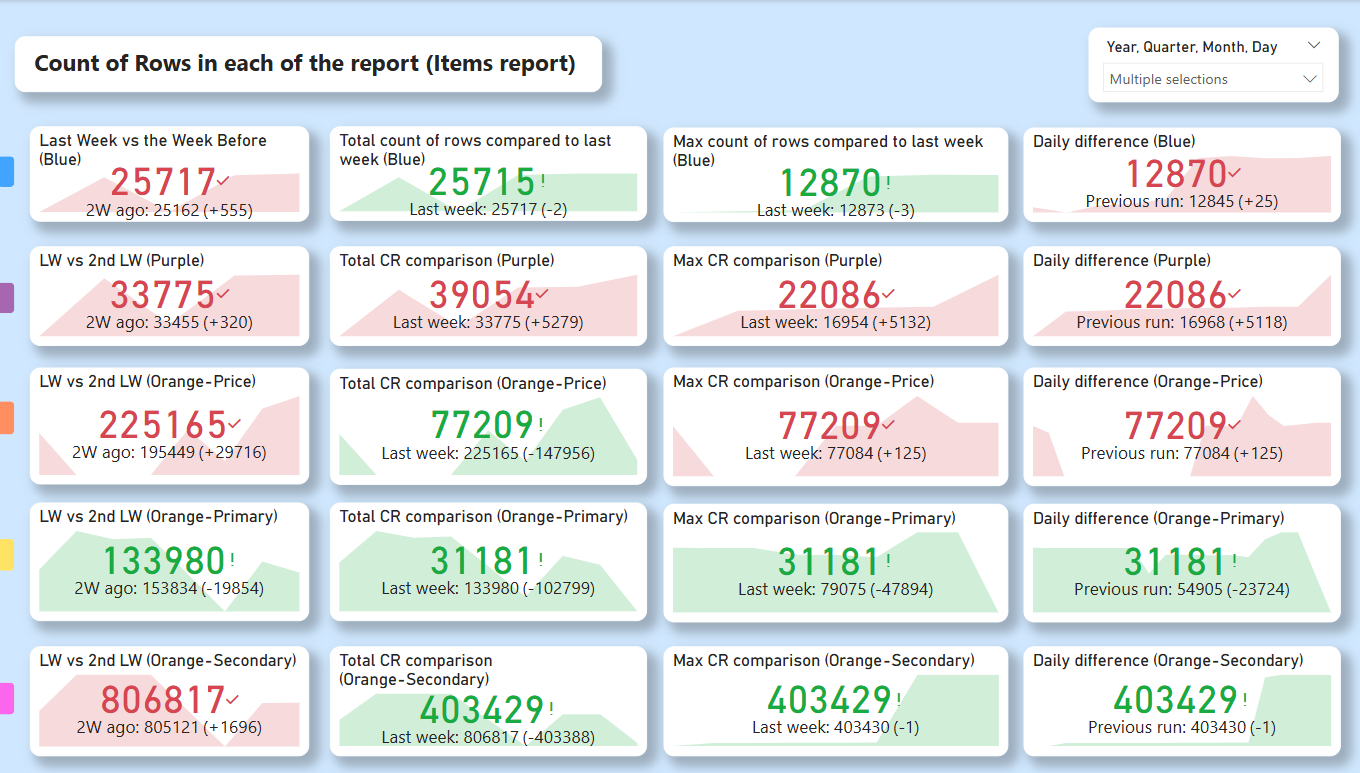 Count of Rows in each of the report (Items report)
Year, Quarter, Month, Day
Multiple selections
Last Week vs the Week Before
(Blue)
25717
2W ago: 25162 (+555)
Total count of rows compared to last
week (Blue)
25715!
Last week: 25717 (-2)
Max count of rows compared to last week
(Blue)
12870!
Last week: 12873 (-3)
Daily difference (Blue)
12870
Previous run: 12845 (+25)
LW vs 2nd LW (Purple)
33775
2W ago: 33455 (+320)
Total CR comparison (Purple)
39054
Last week: 33775 (+5279)
Max CR comparison (Purple)
22086
Last week: 16954 (+5132)
Daily difference (Purple)
22086
Previous run: 16968 (+5118)
LW vs 2nd LW (Orange-Price)
225165
2W ago: 195449 (+29716)
Total CR comparison (Orange-Price)
77209!
Last week: 225165 (-147956)
Max CR comparison (Orange-Price)
77209
Last week: 77084 (+125)
Daily difference (Orange-Price)
77209
Previous run: 77084 (+125)
LW vs 2nd LW (Orange-Primary)
133980!
2W ago: 153834 (-19854)
Total CR comparison (Orange-Primary)
31181!
Last week: 133980 (-102799)
Max CR comparison (Orange-Primary)
31181!
Last week: 79075 (-47894)
Daily difference (Orange-Primary)
31181!
Previous run: 54905 (-23724)
LW vs 2nd LW (Orange-Secondary)
806817
2W ago: 805121 (+1696)
Total CR comparison
(Orange-Secondary)
403429!
Last week: 806817 (-403388)
Max CR comparison (Orange-Secondary)
403429!
Last week: 403430 (-1)
Daily difference (Orange-Secondary)
403429!
Previous run: 403430 (-1)